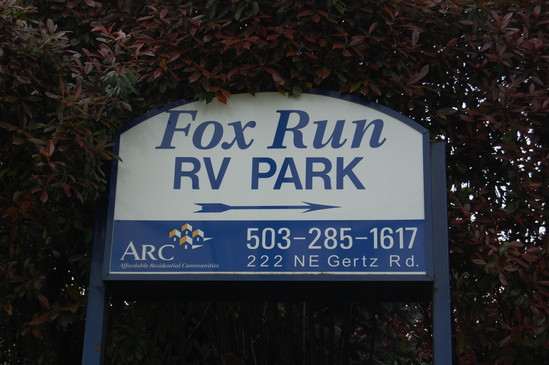 Fox Run
RV PARK
ARC
Affordable Residential Communities
503-285-1617
222 NE Gertz Rd.